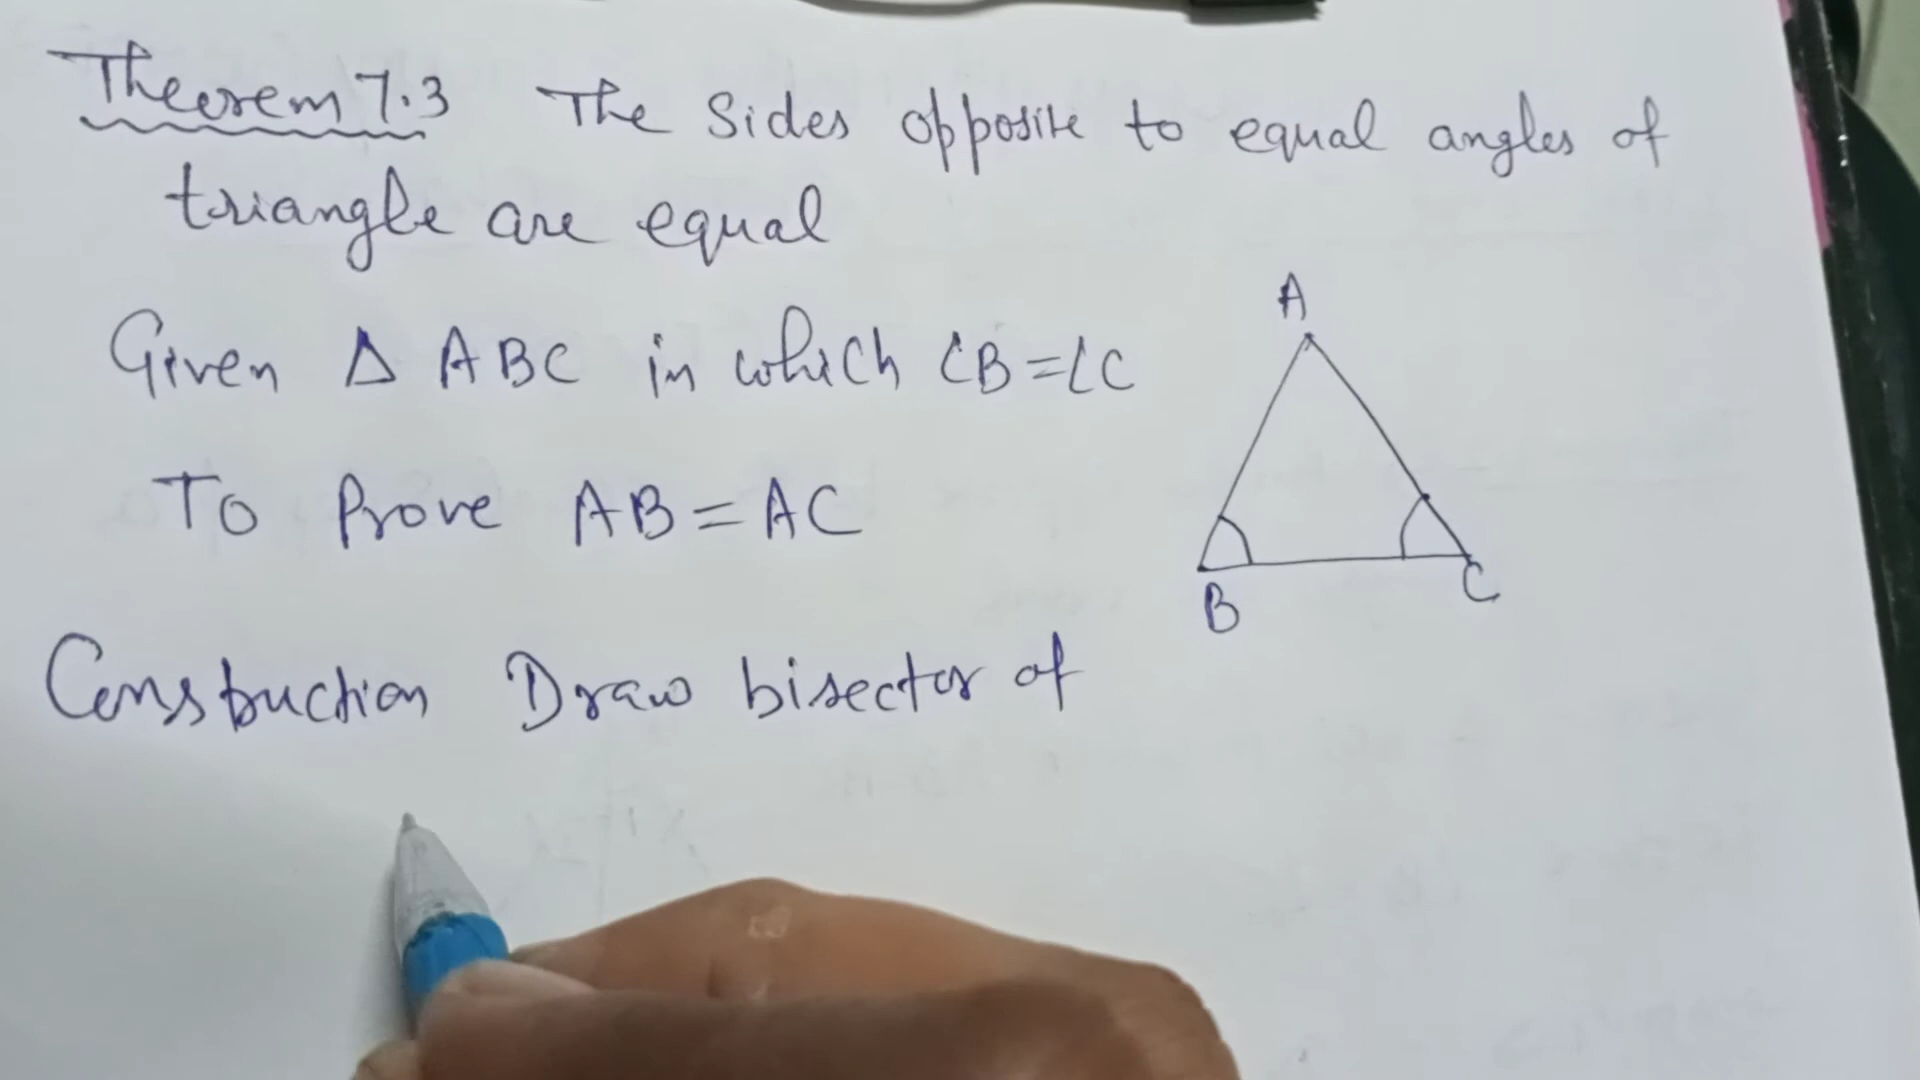 Theorem 7.3 The Sides opposite to equal angles of
triangle are equal
Given Δ ABC in which ∠B=∠C
To Prove AB=AC
Construction Draw bisector of
A
B
C